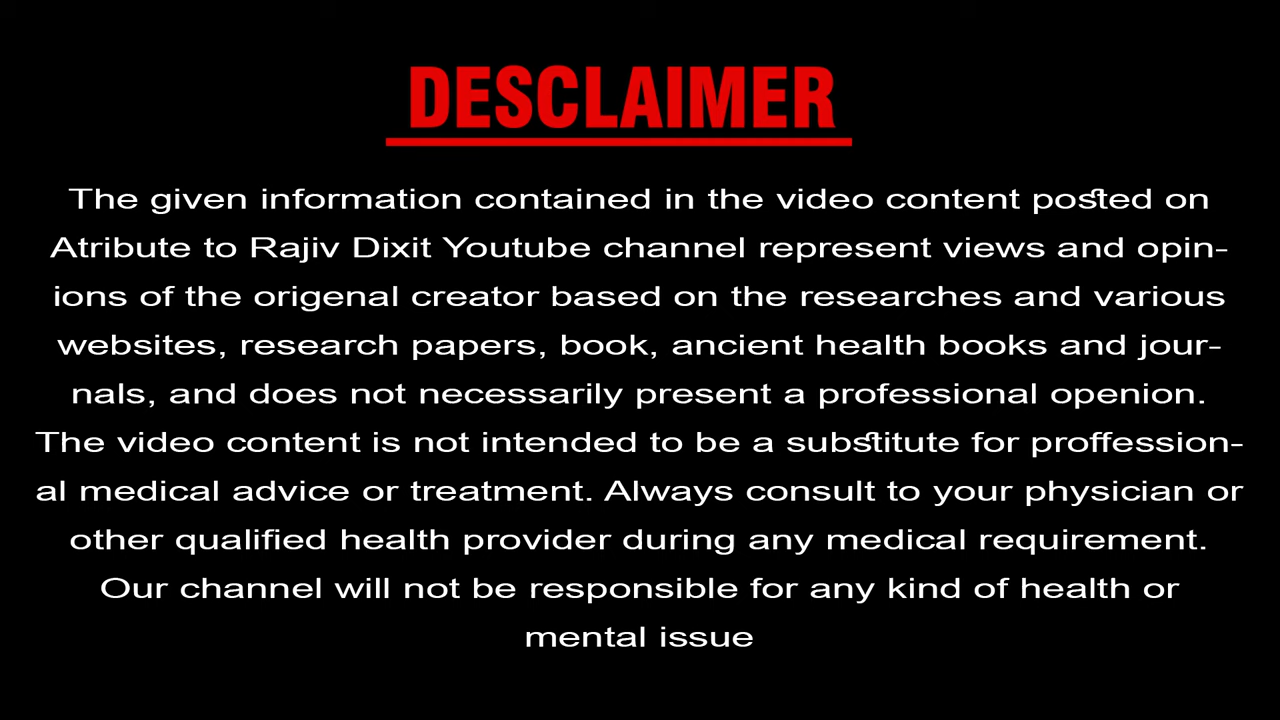 DESCLAIMER
The given information contained in the video content posted on
Atribute to Rajiv Dixit Youtube channel represent views and opin-
ions of the origenal creator based on the researches and various
websites, research papers, book, ancient health books and jour-
nals, and does not necessarily present a professional openion.
The video content is not intended to be a substitute for proffession-
al medical advice or treatment. Always consult to your physician or
other qualified health provider during any medical requirement.
Our channel will not be responsible for any kind of health or
mental issue